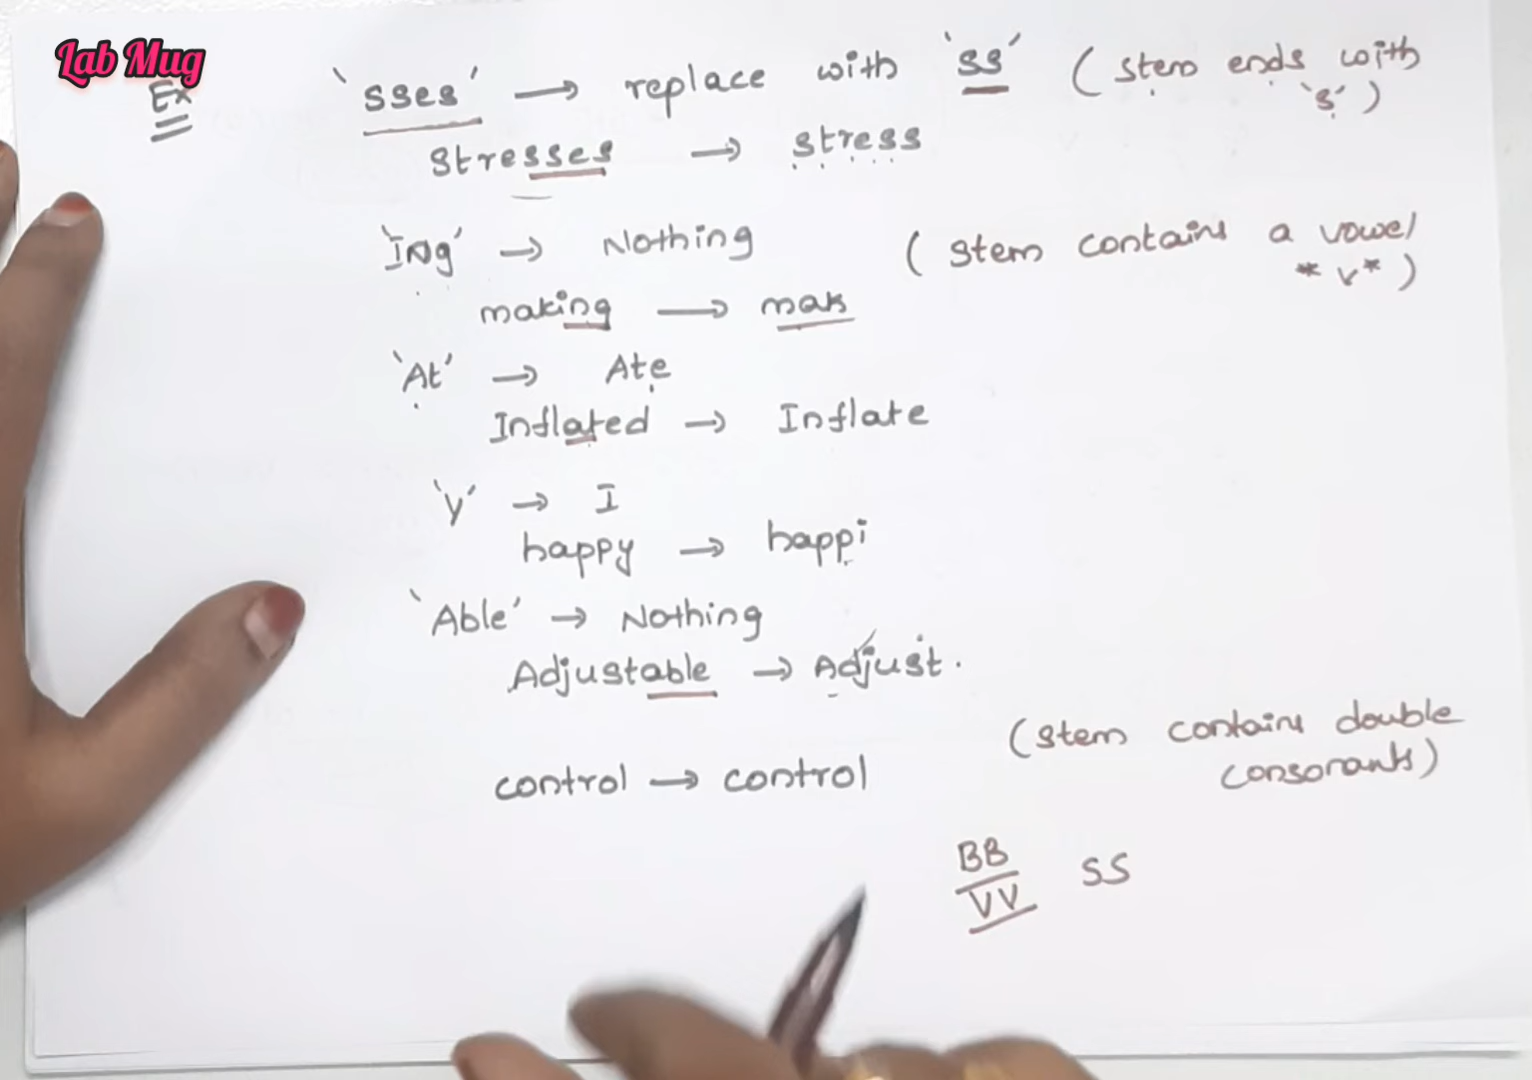 Lab Mug
Ex
'sses' → replace with 'ss' (stem ends with 's')
stresses → stress
'Ing' → Nothing (stem contains a vowel *v*)
making → mak
'At' → Ate
Inflated → Inflate
'y' → I
happy → happi
'Able' → Nothing
Adjustable → Adjust.
(stem contains double consonants)
control → control
BB SS
VV